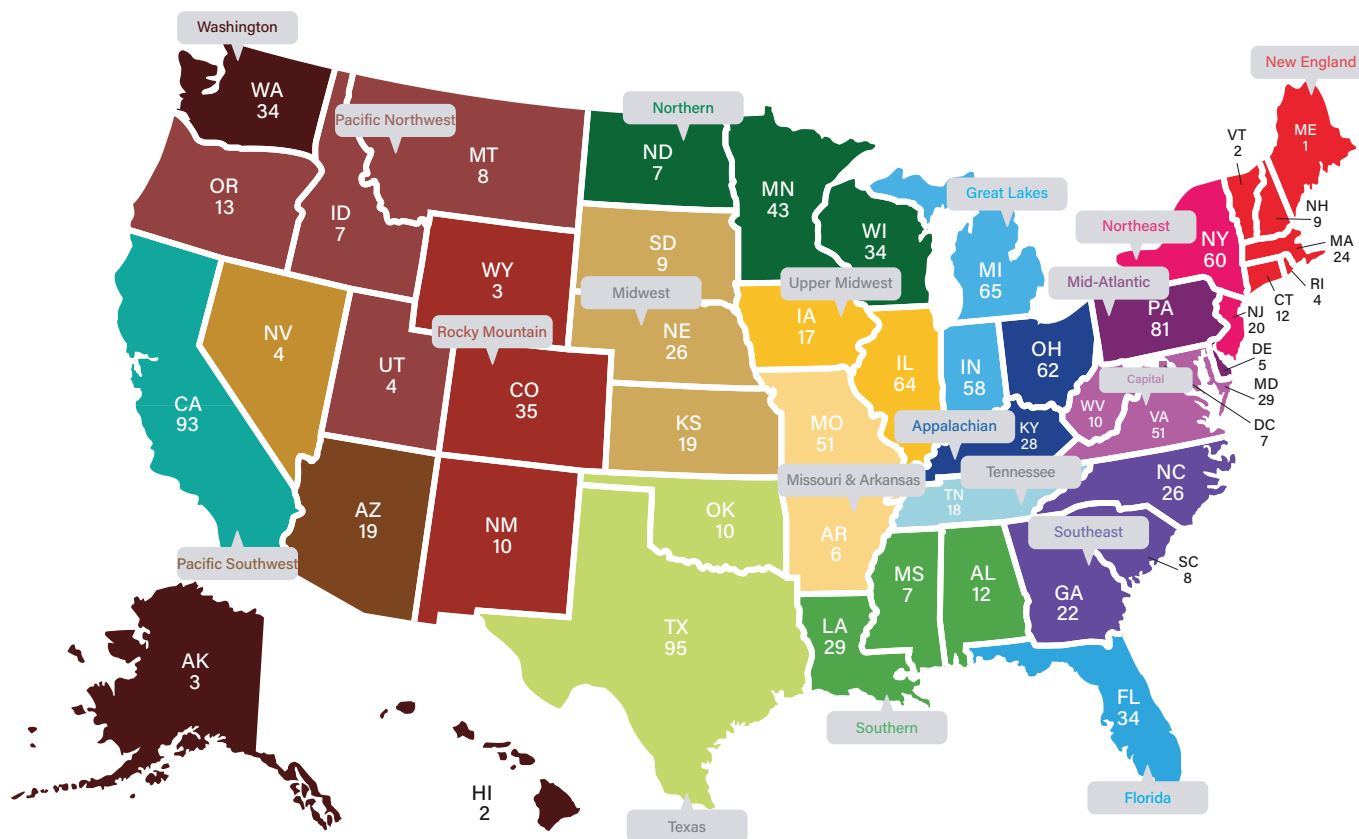 Washington
New England
WA
34
Pacific Northwest
Northern
ME
1
VT
2
MT
8
ND
7
MN
43
OR
13
ID
7
Great Lakes
NH
9
Northeast
WI
34
NY
60
MA
24
SD
9
WY
3
MI
65
Mid-Atlantic
RI
4
Midwest
Upper Midwest
CT
12
PA
81
NJ
20
NV
4
Rocky Mountain
NE
26
IA
17
OH
62
DE
5
UT
4
IL
64
IN
58
Capital
MD
29
CO
35
CA
93
WV
10
VA
51
DC
7
KS
19
MO
51
Appalachian
KY
28
Missouri & Arkansas
Tennessee
NC
26
TN
18
AZ
19
NM
10
OK
10
AR
6
Southeast
Pacific Southwest
SC
8
MS
7
AL
12
GA
22
TX
95
LA
29
AK
3
FL
34
Southern
HI
2
Florida
Texas